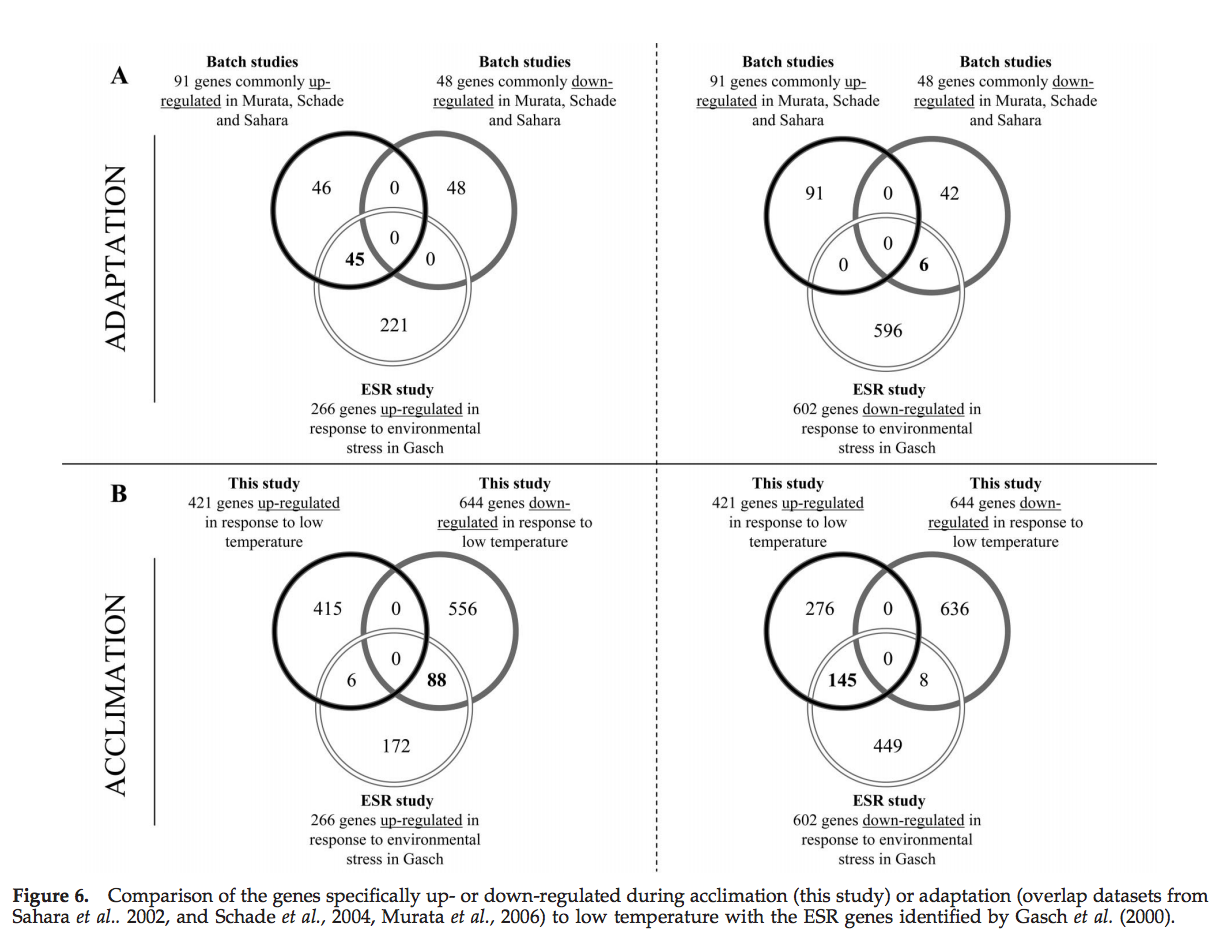 A
Batch studies
91 genes commonly up-
regulated in Murata, Schade
and Sahara
Batch studies
48 genes commonly down-
regulated in Murata, Schade
and Sahara
46
0
48
0
45
0
221
ESR study
266 genes up-regulated in
response to environmental
stress in Gasch
Batch studies
91 genes commonly up-
regulated in Murata, Schade
and Sahara
Batch studies
48 genes commonly down-
regulated in Murata, Schade
and Sahara
91
0
42
0
0
6
596
ESR study
602 genes down-regulated in
response to environmental
stress in Gasch
ADAPTATION
B
This study
421 genes up-regulated
in response to low
temperature
This study
644 genes down-
regulated in response to
low temperature
415
0
556
0
6
88
172
ESR study
266 genes up-regulated in
response to environmental
stress in Gasch
This study
421 genes up-regulated
in response to low
temperature
This study
644 genes down-
regulated in response to
low temperature
276
0
636
0
145
8
449
ESR study
602 genes down-regulated in
response to environmental
stress in Gasch
ACCLIMATION
Figure 6. Comparison of the genes specifically up- or down-regulated during acclimation (this study) or adaptation (overlap datasets from
Sahara et al.. 2002, and Schade et al., 2004, Murata et al., 2006) to low temperature with the ESR genes identified by Gasch et al. (2000).